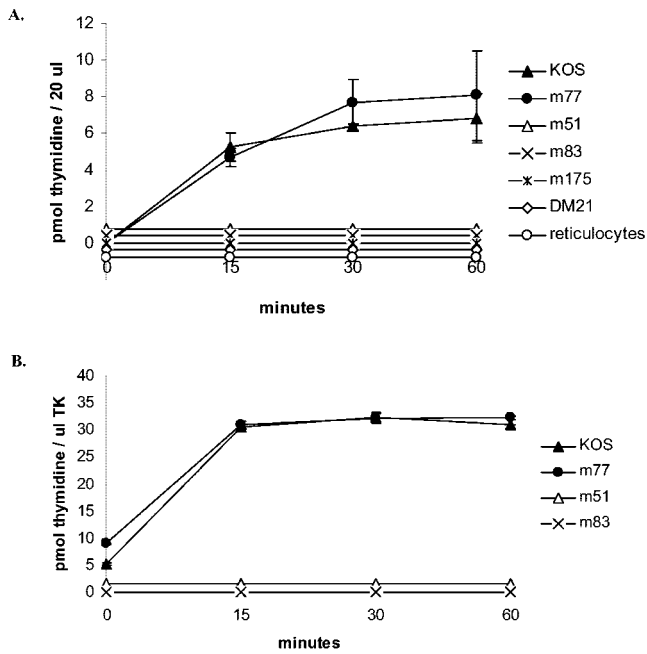 A.
pmol thymidine / 20 ul
12
10
8
6
4
2
0
0 15 30 60
minutes
KOS
m77
m51
m83
m175
DM21
reticulocytes
B.
pmol thymidine / ul TK
40
35
30
25
20
15
10
5
0
0 15 30 60
minutes
KOS
m77
m51
m83